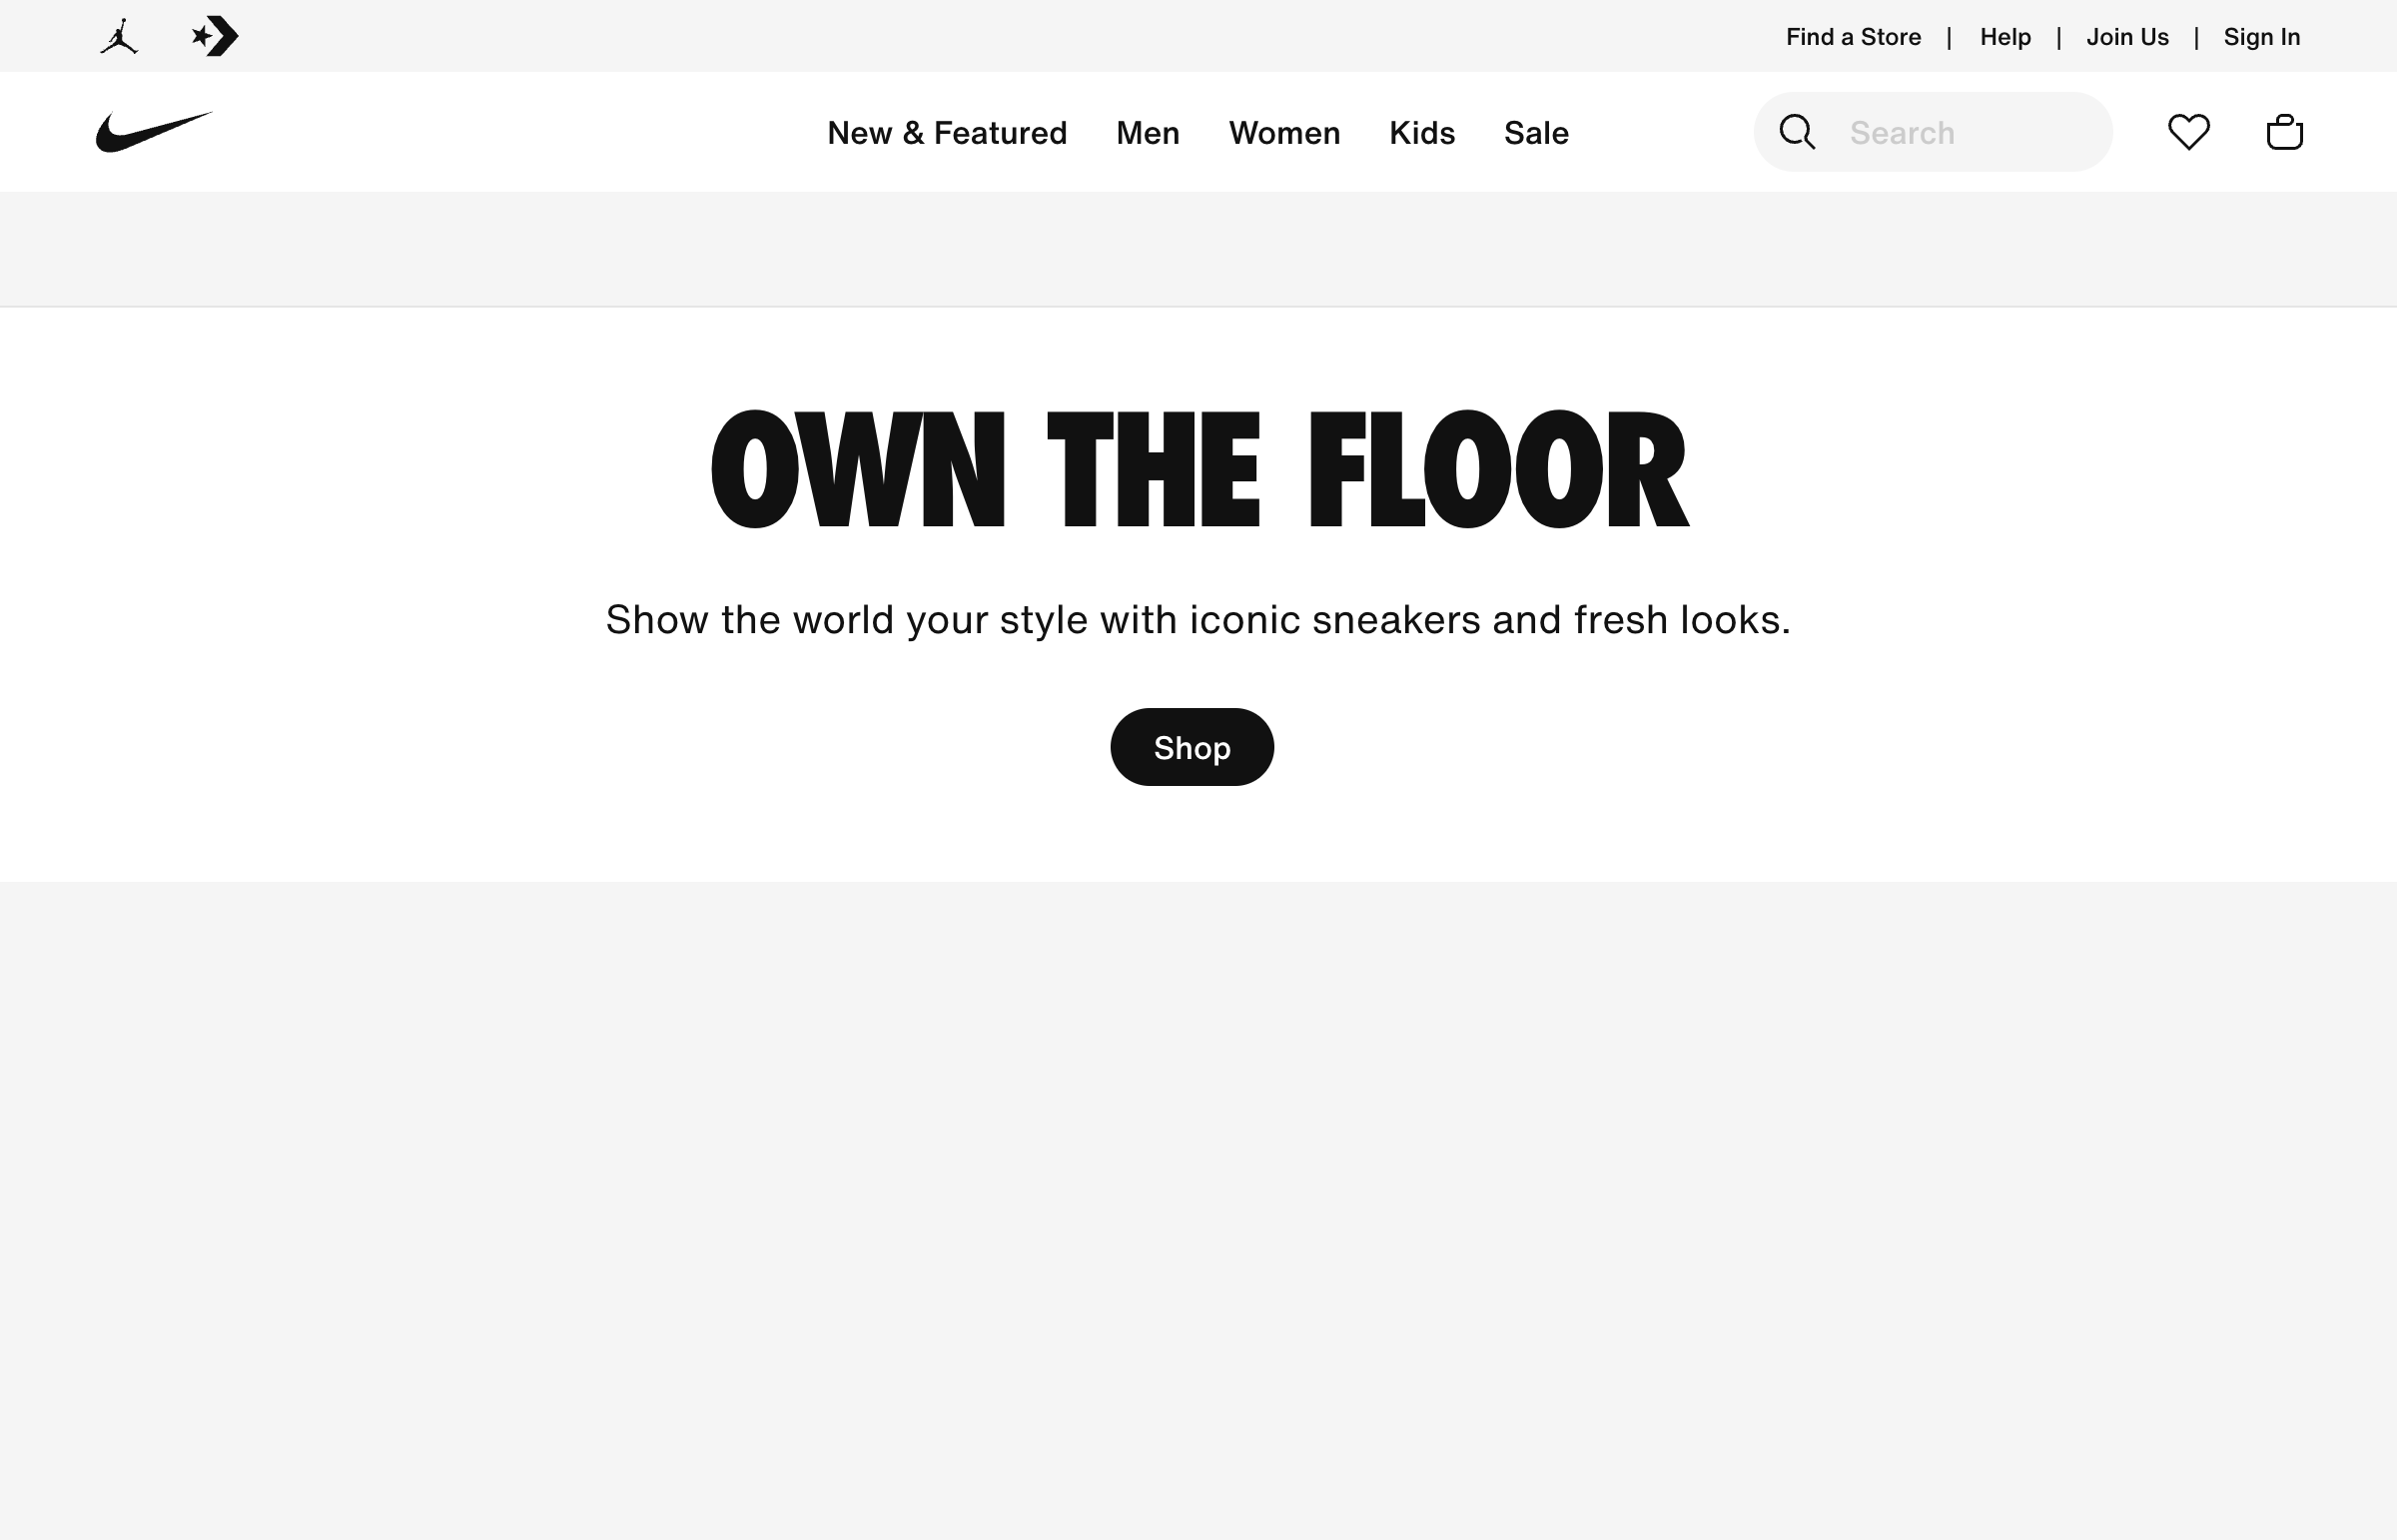 Find a Store | Help | Join Us | Sign In
New & Featured Men Women Kids Sale Search
OWN THE FLOOR
Show the world your style with iconic sneakers and fresh looks.
Shop